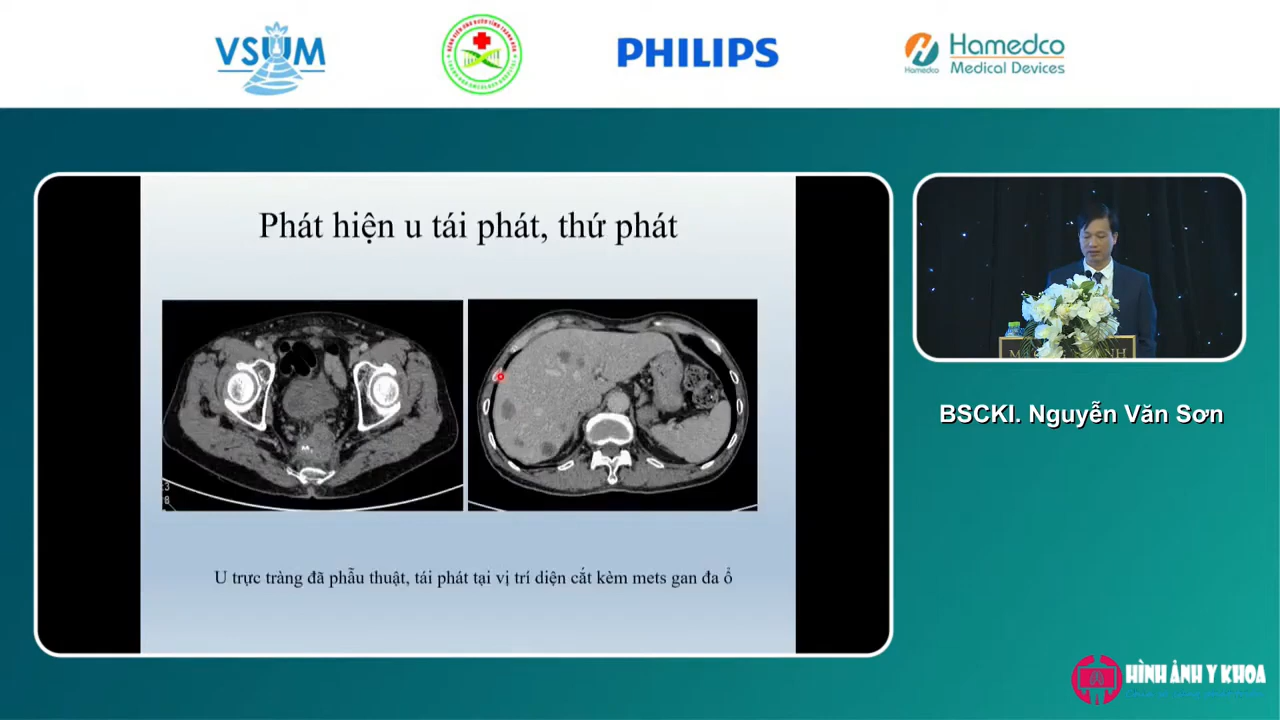 VSUM
PHILIPS
Hamedco
Hamedco
Medical Devices
Phát hiện u tái phát, thứ phát
U trực tràng đã phẫu thuật, tái phát tại vị trí diện cắt kèm mets gan đa ổ
BSCKI. Nguyễn Văn Sơn
HÌNH ẢNH Y KHOA